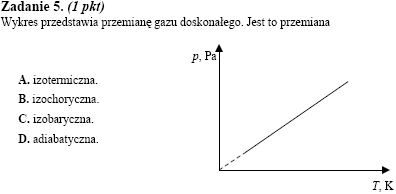 Zadanie 5. (1 pkt)
Wykres przedstawia przemianę gazu doskonałego. Jest to przemiana
p, Pa
A. izotermiczna.
B. izochoryczna.
C. izobaryczna.
D. adiabatyczna.
T, K